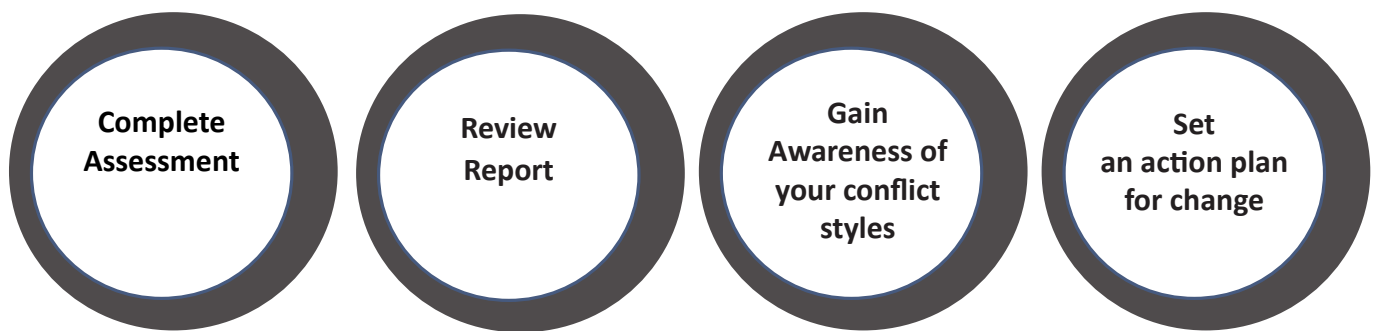 Complete
Assessment
Review
Report
Gain
Awareness of
your conflict
styles
Set
an action plan
for change